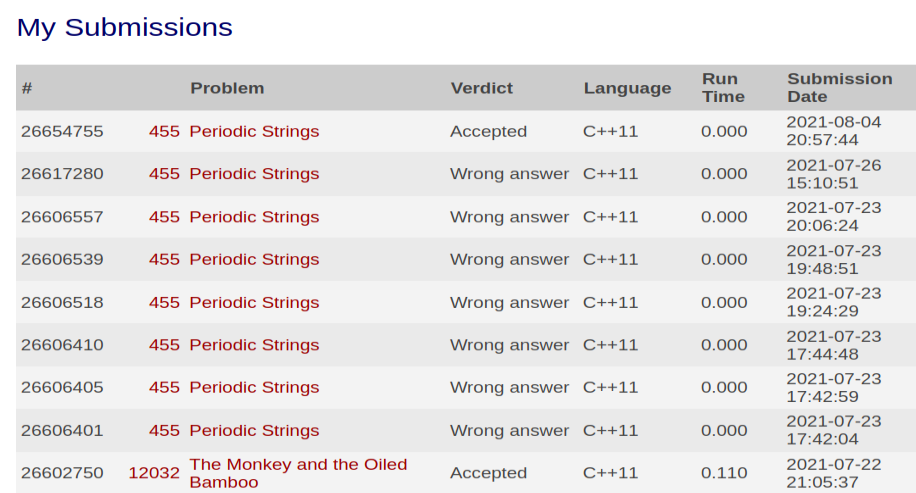 My Submissions
# Problem Verdict Language Run Time Submission Date
26654755 455 Periodic Strings Accepted C++11 0.000 2021-08-04 20:57:44
26617280 455 Periodic Strings Wrong answer C++11 0.000 2021-07-26 15:10:51
26606557 455 Periodic Strings Wrong answer C++11 0.000 2021-07-23 20:06:24
26606539 455 Periodic Strings Wrong answer C++11 0.000 2021-07-23 19:48:51
26606518 455 Periodic Strings Wrong answer C++11 0.000 2021-07-23 19:24:29
26606410 455 Periodic Strings Wrong answer C++11 0.000 2021-07-23 17:44:48
26606405 455 Periodic Strings Wrong answer C++11 0.000 2021-07-23 17:42:59
26606401 455 Periodic Strings Wrong answer C++11 0.000 2021-07-23 17:42:04
26602750 12032 The Monkey and the Oiled Bamboo Accepted C++11 0.110 2021-07-22 21:05:37